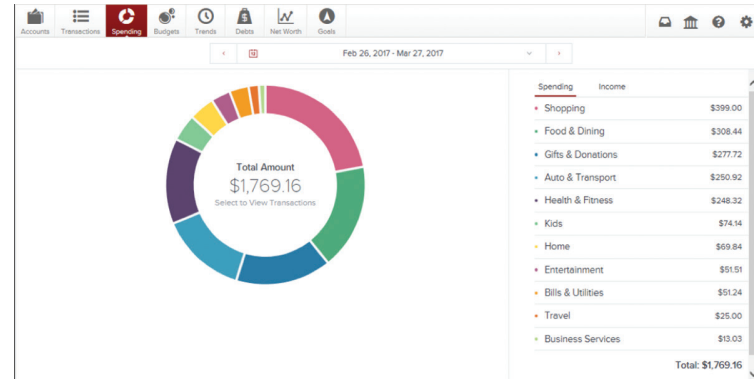 Accounts Transactions Spending Budgets Trends Debts Net Worth Goals
Feb 26, 2017 - Mar 27, 2017
Total Amount
$1,769.16
Select to View Transactions
Spending Income
Shopping $399.00
Food & Dining $308.44
Gifts & Donations $277.72
Auto & Transport $250.92
Health & Fitness $248.32
Kids $74.14
Home $69.84
Entertainment $51.51
Bills & Utilities $51.24
Travel $25.00
Business Services $13.03
Total: $1,769.16